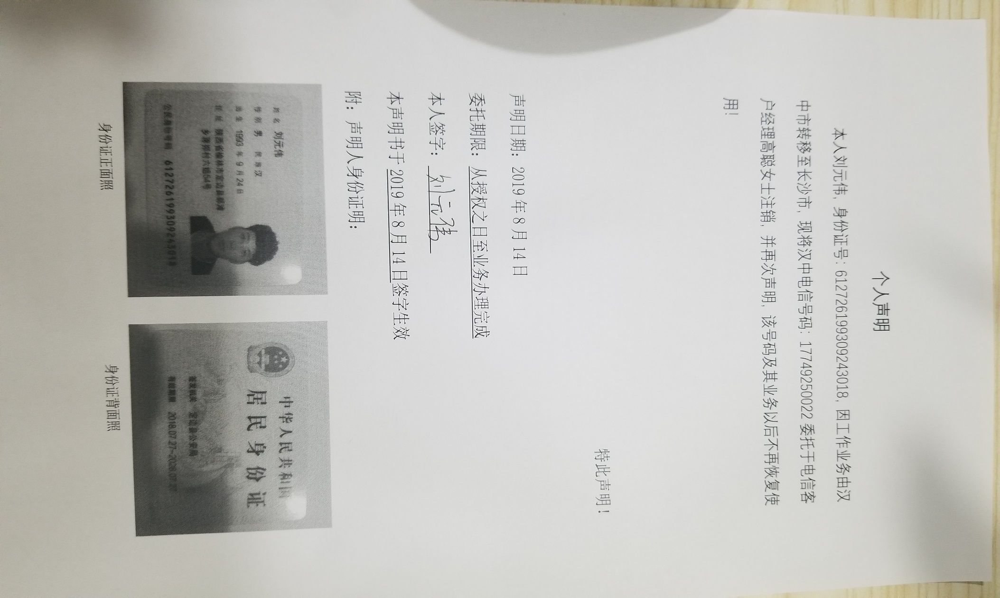 个人声明
本人刘元伟，身份证号：612726199309243018，因工作业务由汉
中市转移至长沙市，现将汉中电信号码：17749250022 委托于电信客
户经理高聪女士注销，并再次声明，该号码及其业务以后不再恢复使
用！
特此声明！
声明日期：2019 年 8 月 14 日
委托期限：从授权之日至业务办理完成
本人签字：刘元伟
本声明书于 2019 年 8 月 14 日签字生效
附：声明人身份证明：
姓名 刘元伟
性别 男 民族 汉
出生 1993 年 9 月 24 日
住址 陕西省榆林市定边县郝滩
乡 村六组54号
公民身份号码 612726199309243018
身份证正面照
中华人民共和国
居民身份证
签发机关 定边县公安局
有效期限 2018.07.27-2038.07.27
身份证背面照